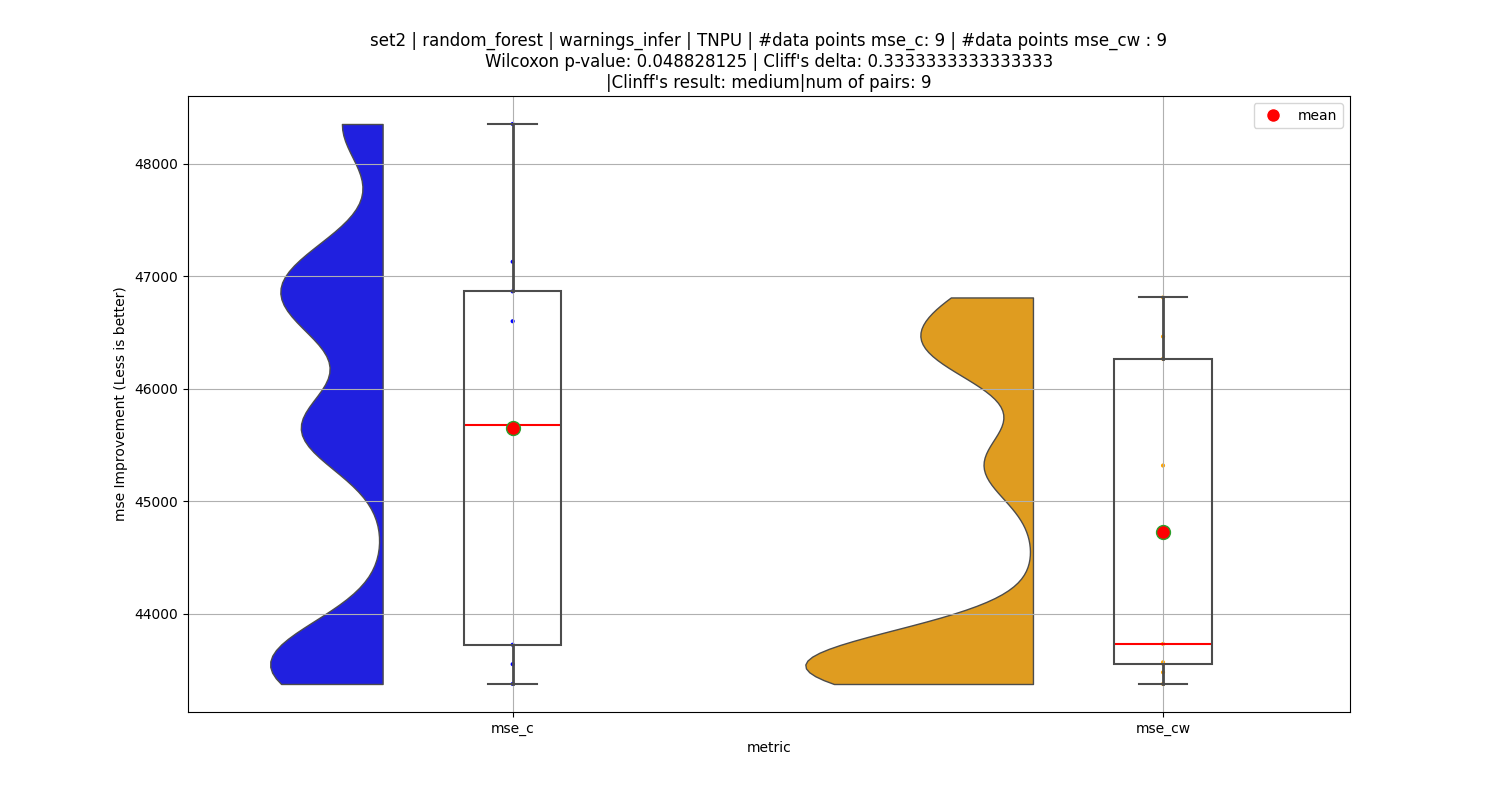 set2 | random_forest | warnings_infer | TNPU | #data points mse_c: 9 | #data points mse_cw : 9
Wilcoxon p-value: 0.048828125 | Cliff's delta: 0.3333333333333333
|Clinff's result: medium|num of pairs: 9
mean
48000
47000
46000
45000
44000
mse Improvement (Less is better)
mse_c
mse_cw
metric